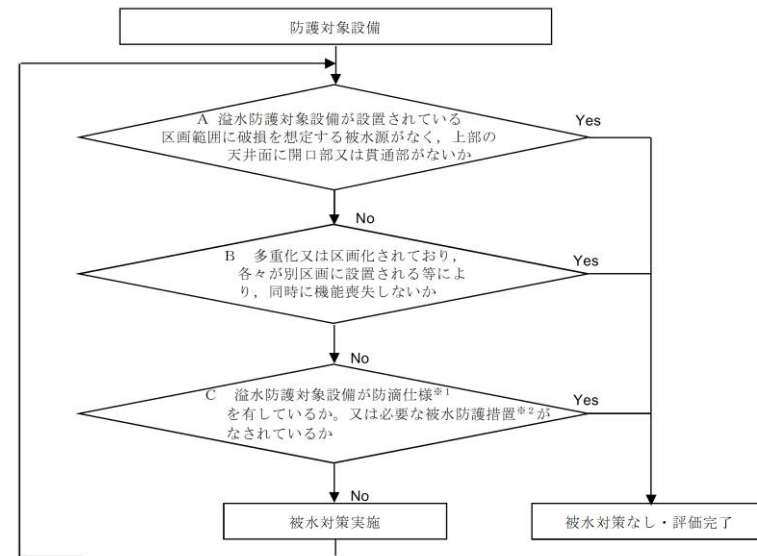 防護対象設備
A 溢水防護対象設備が設置されている
区画範囲に破損を想定する被水源がなく，上部の
天井面に開口部又は貫通部がないか
Yes
No
B 多重化又は区画化されており，
各々が別区画に設置される等によ
り，同時に機能喪失しないか
Yes
No
C 溢水防護対象設備が防滴仕様※1
を有しているか。又は必要な被水防護措置※2が
なされているか
Yes
No
被水対策実施
被水対策なし・評価完了